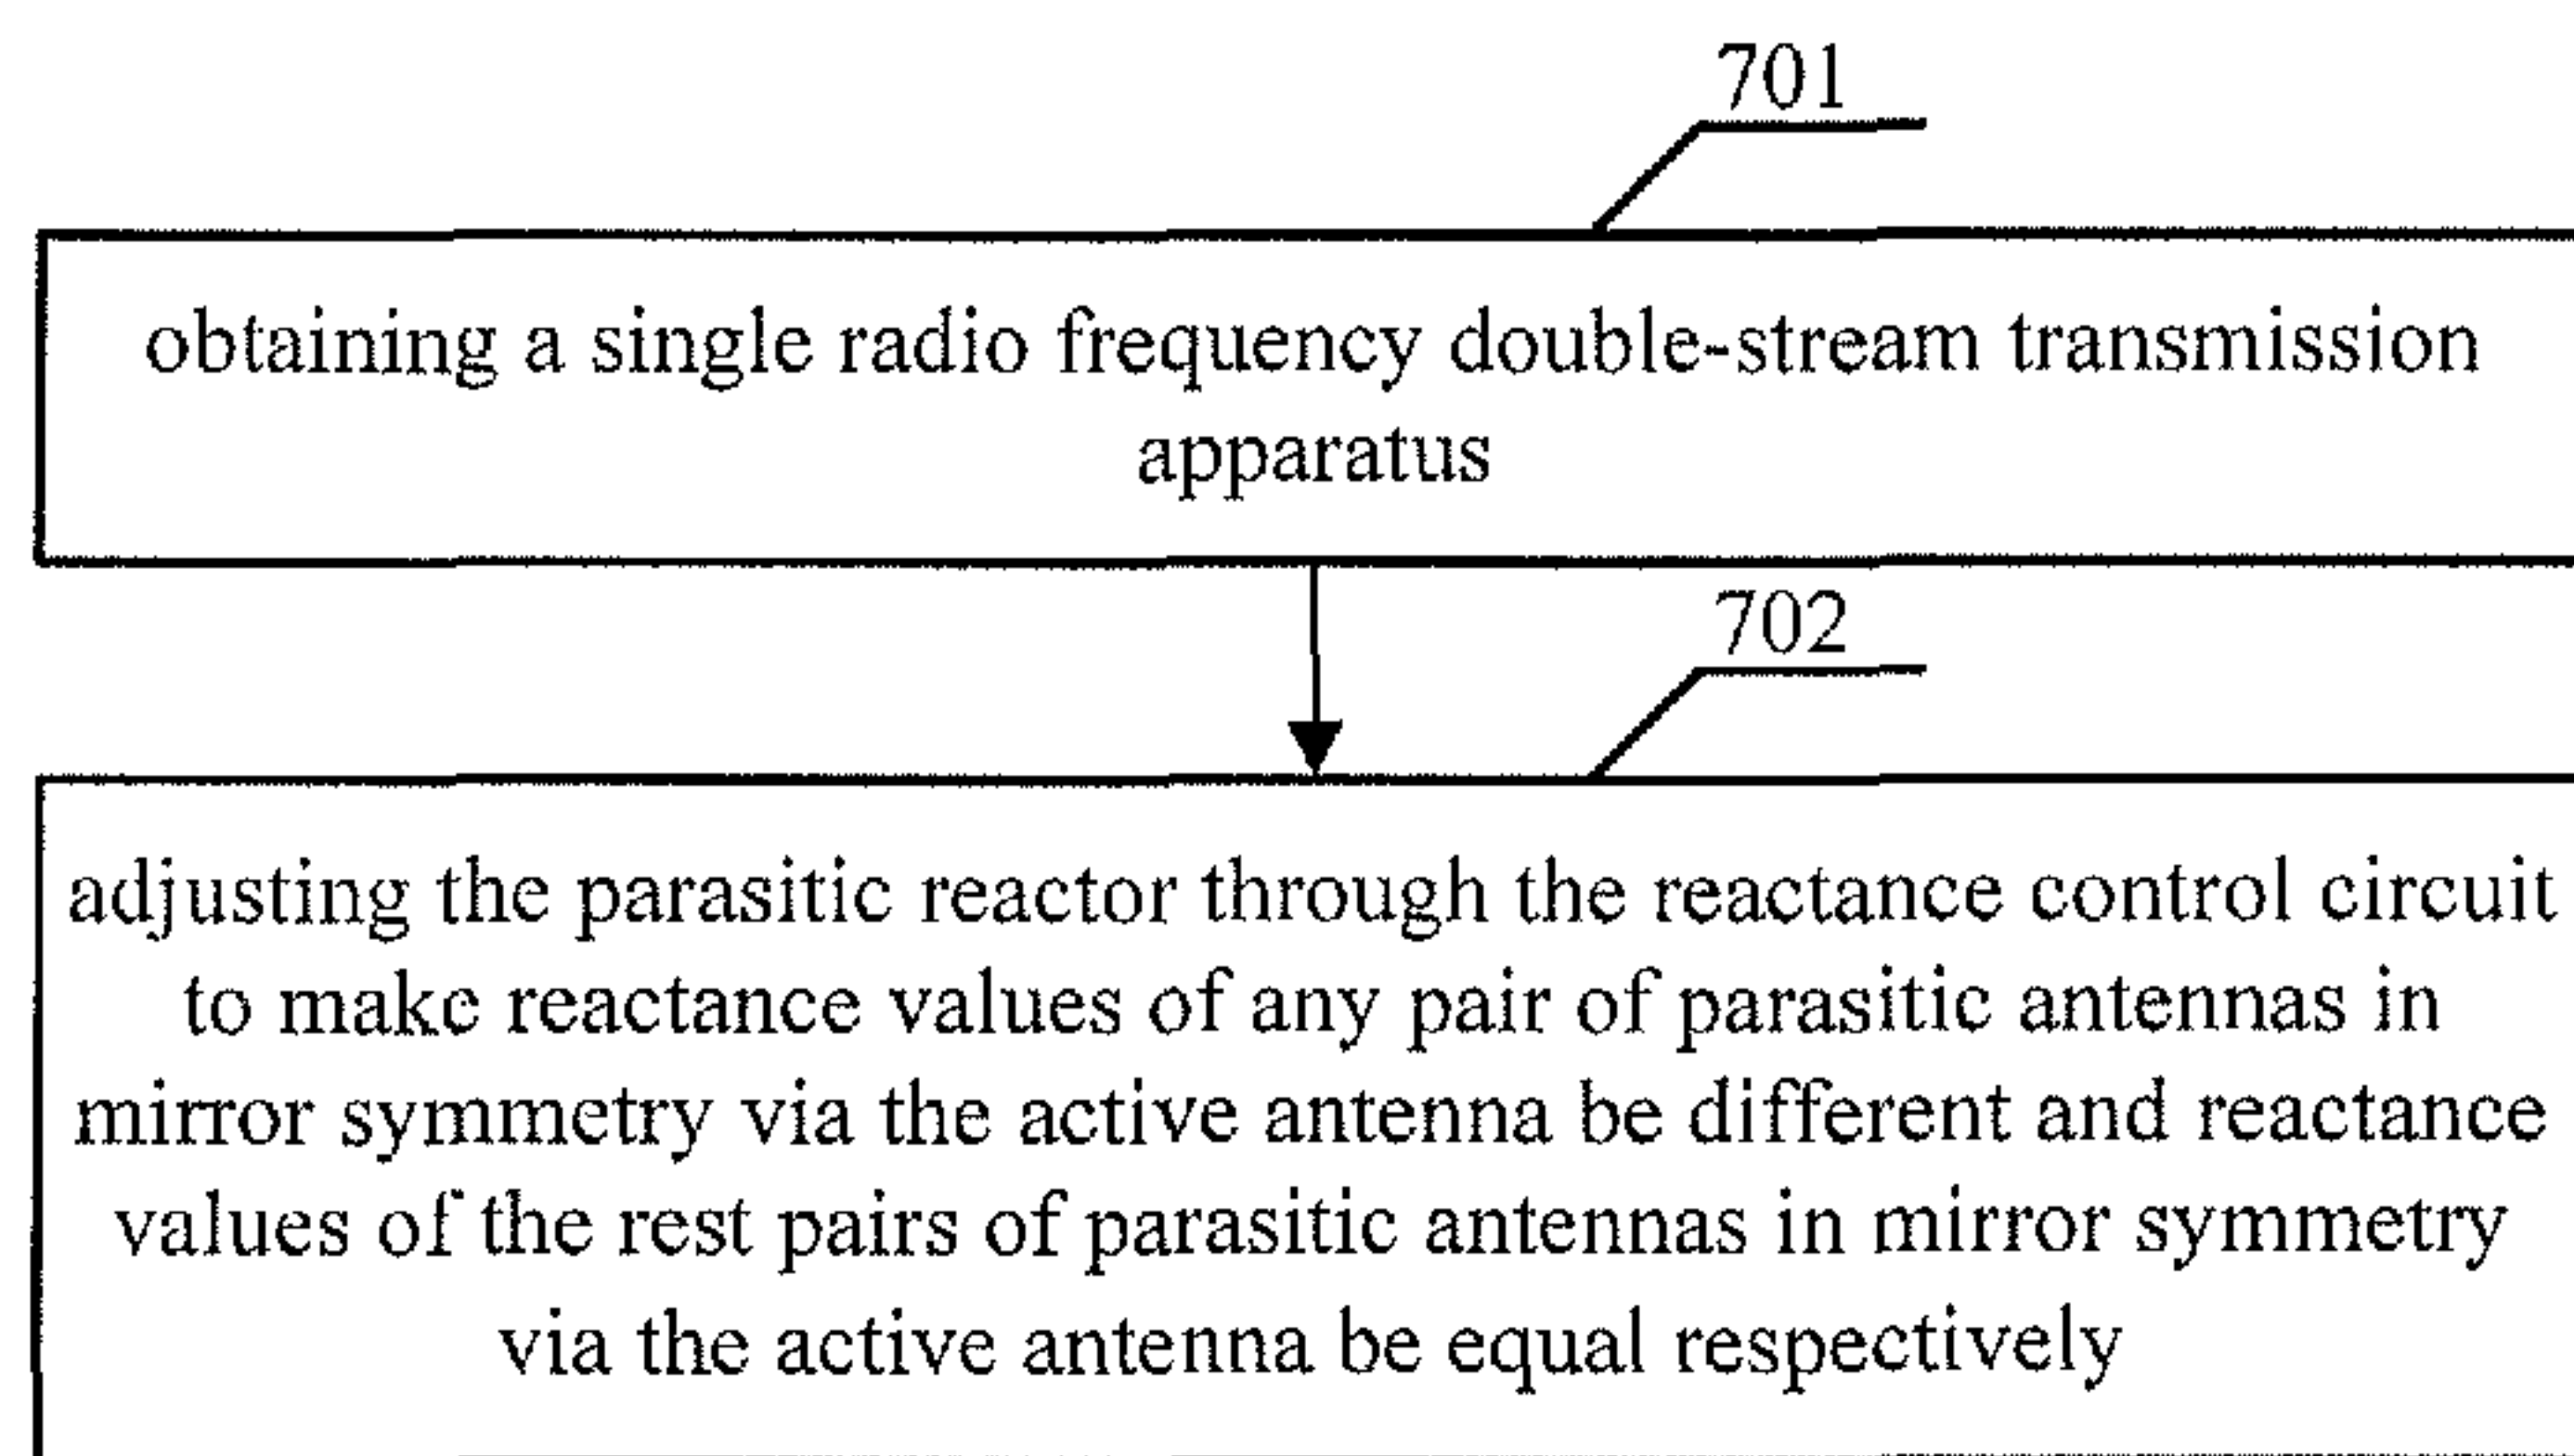 701
obtaining a single radio frequency double-stream transmission
apparatus
702
adjusting the parasitic reactor through the reactance control circuit
to make reactance values of any pair of parasitic antennas in
mirror symmetry via the active antenna be different and reactance
values of the rest pairs of parasitic antennas in mirror symmetry
via the active antenna be equal respectively